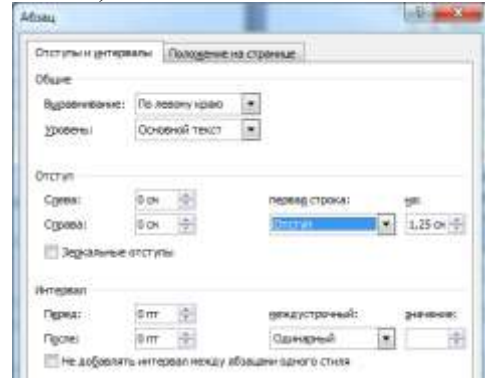 Абзац
Отступы и интервалы Положение на странице
Общие
Выравнивание: По левому краю
Уровень: Основной текст
Отступ
Слева: 0 см первая строка: на:
Справа: 0 см Отступ 1,25 см
Зеркальные отступы
Интервал
Перед: 0 пт междустрочный: значение:
После: 0 пт Одинарный
Не добавлять интервал между абзацами одного стиля